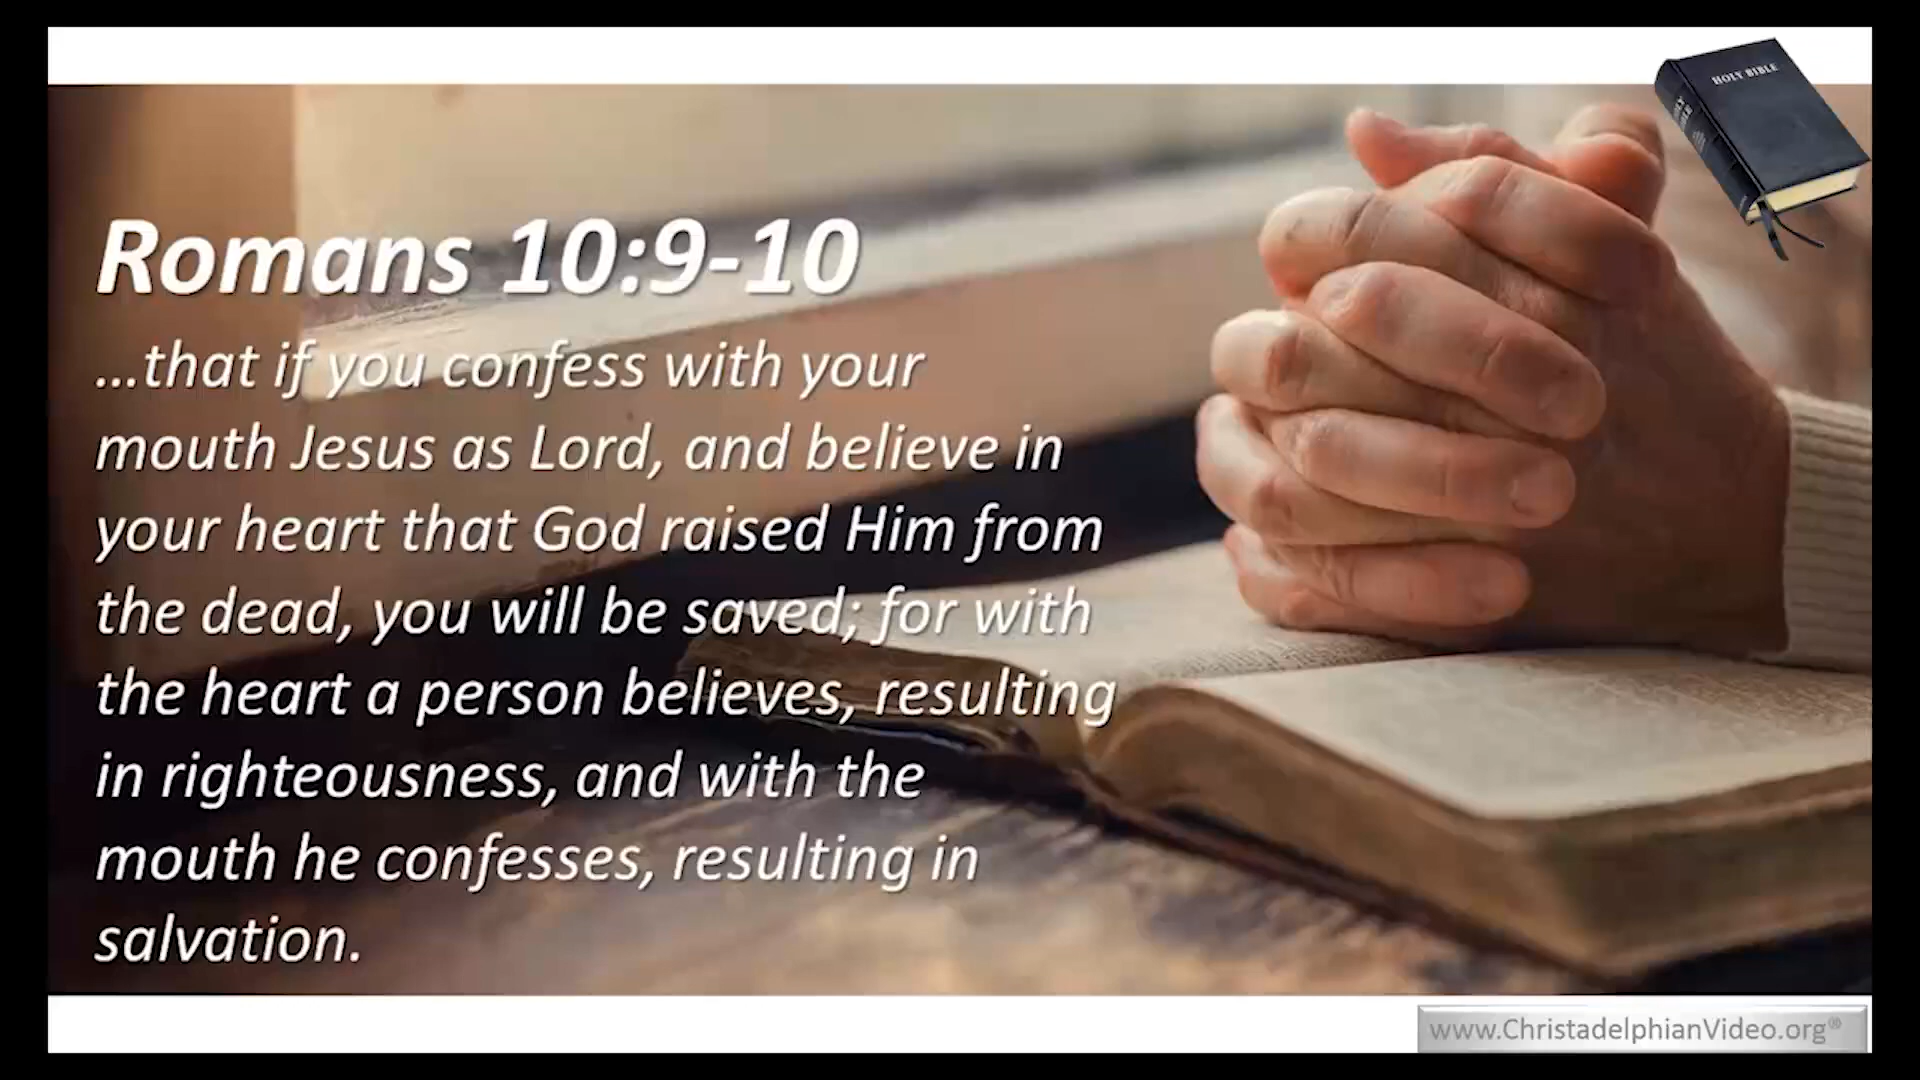 HOLY BIBLE
Romans 10:9-10
...that if you confess with your
mouth Jesus as Lord, and believe in
your heart that God raised Him from
the dead, you will be saved; for with
the heart a person believes, resulting
in righteousness, and with the
mouth he confesses, resulting in
salvation.
www.ChristadelphianVideo.org®